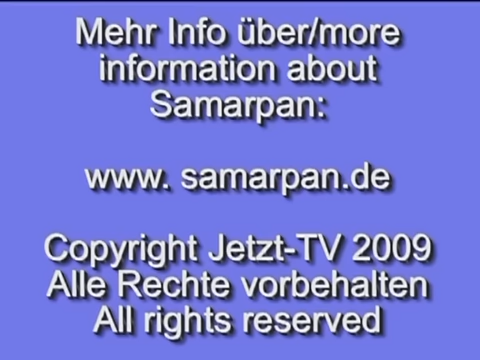 Mehr Info über/more
information about
Samarpan:
www. samarpan.de
Copyright Jetzt-TV 2009
Alle Rechte vorbehalten
All rights reserved